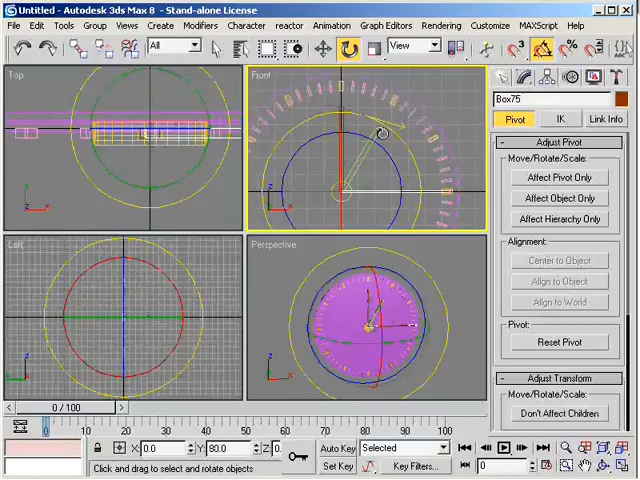 Untitled - Autodesk 3ds Max 8 - Stand-alone License
File Edit Tools Group Views Create Modifiers Character reactor Animation Graph Editors Rendering Customize MAXScript Help
All View
Top
Front
Left
Perspective
Box75
Pivot IK Link Info
Adjust Pivot
Move/Rotate/Scale:
Affect Pivot Only
Affect Object Only
Affect Hierarchy Only
Alignment:
Center to Object
Align to Object
Align to World
Pivot:
Reset Pivot
Adjust Transform
Move/Rotate/Scale:
Don't Affect Children
0 / 100
0 10 20 30 40 50 60 70 80 90 100
X: 0.0 Y: 80.0 Z: 0.
Auto Key Selected
Click and drag to select and rotate objects
Set Key Key Filters... 0